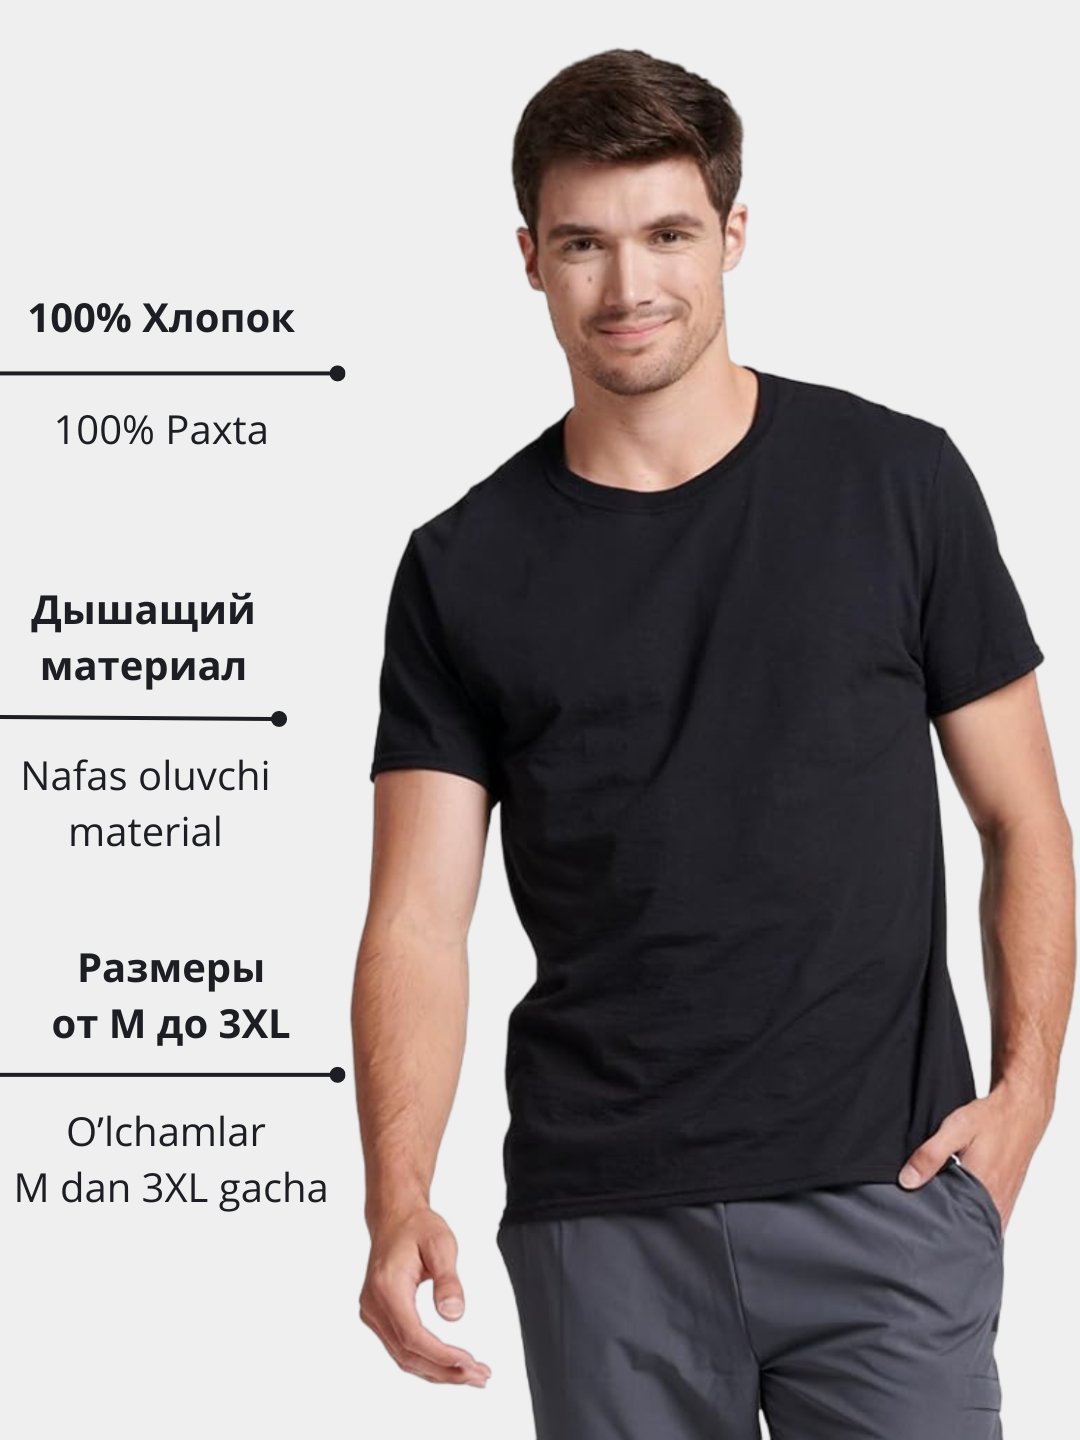 100% Хлопок
100% Paxta
Дышащий
материал
Nafas oluvchi
material
Размеры
от M до 3XL
O’lchamlar
M dan 3XL gacha